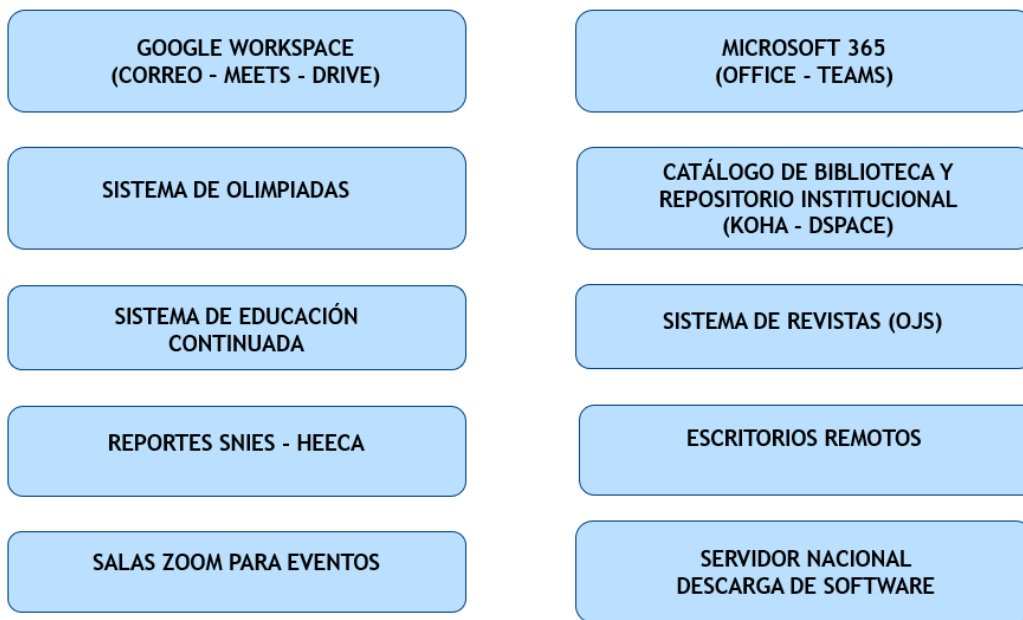 GOOGLE WORKSPACE
(CORREO – MEETS - DRIVE)
MICROSOFT 365
(OFFICE - TEAMS)
SISTEMA DE OLIMPIADAS
CATÁLOGO DE BIBLIOTECA Y
REPOSITORIO INSTITUCIONAL
(KOHA - DSPACE)
SISTEMA DE EDUCACIÓN
CONTINUADA
SISTEMA DE REVISTAS (OJS)
REPORTES SNIES - HEECA
ESCRITORIOS REMOTOS
SALAS ZOOM PARA EVENTOS
SERVIDOR NACIONAL
DESCARGA DE SOFTWARE